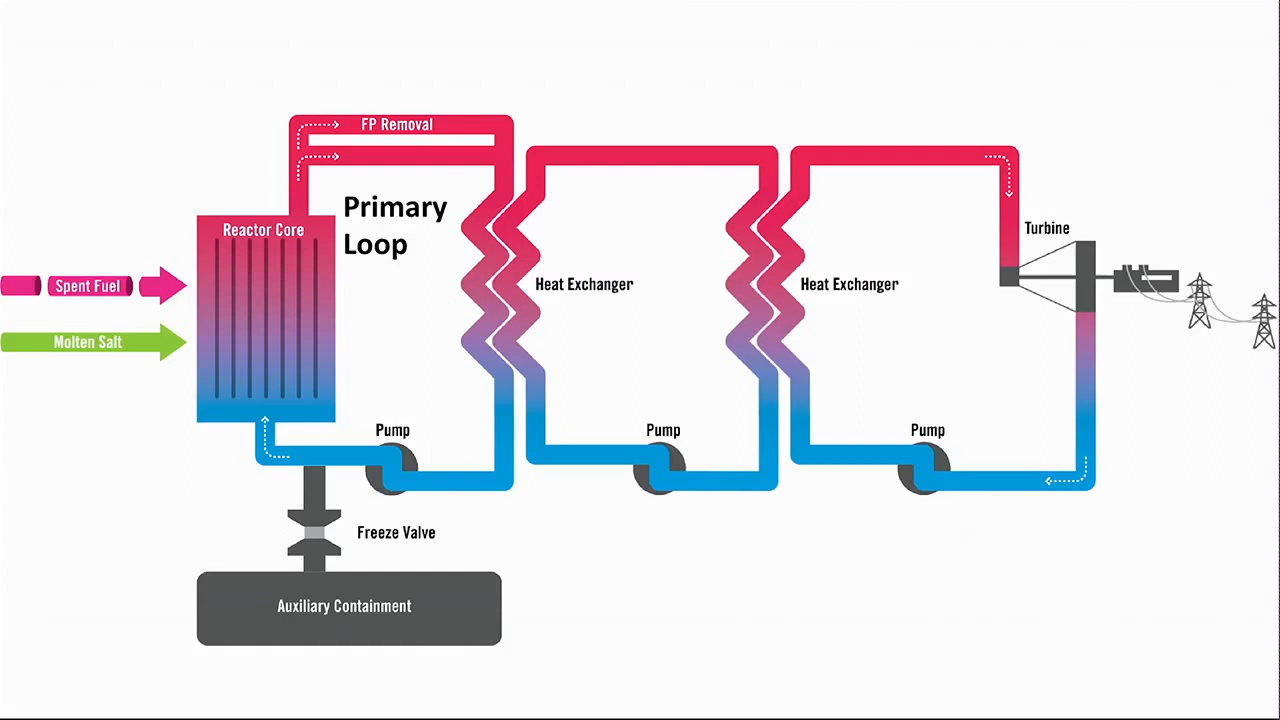 FP Removal
Primary
Loop
Reactor Core
Turbine
Spent Fuel
Heat Exchanger
Heat Exchanger
Molten Salt
Pump
Pump
Pump
Freeze Valve
Auxiliary Containment